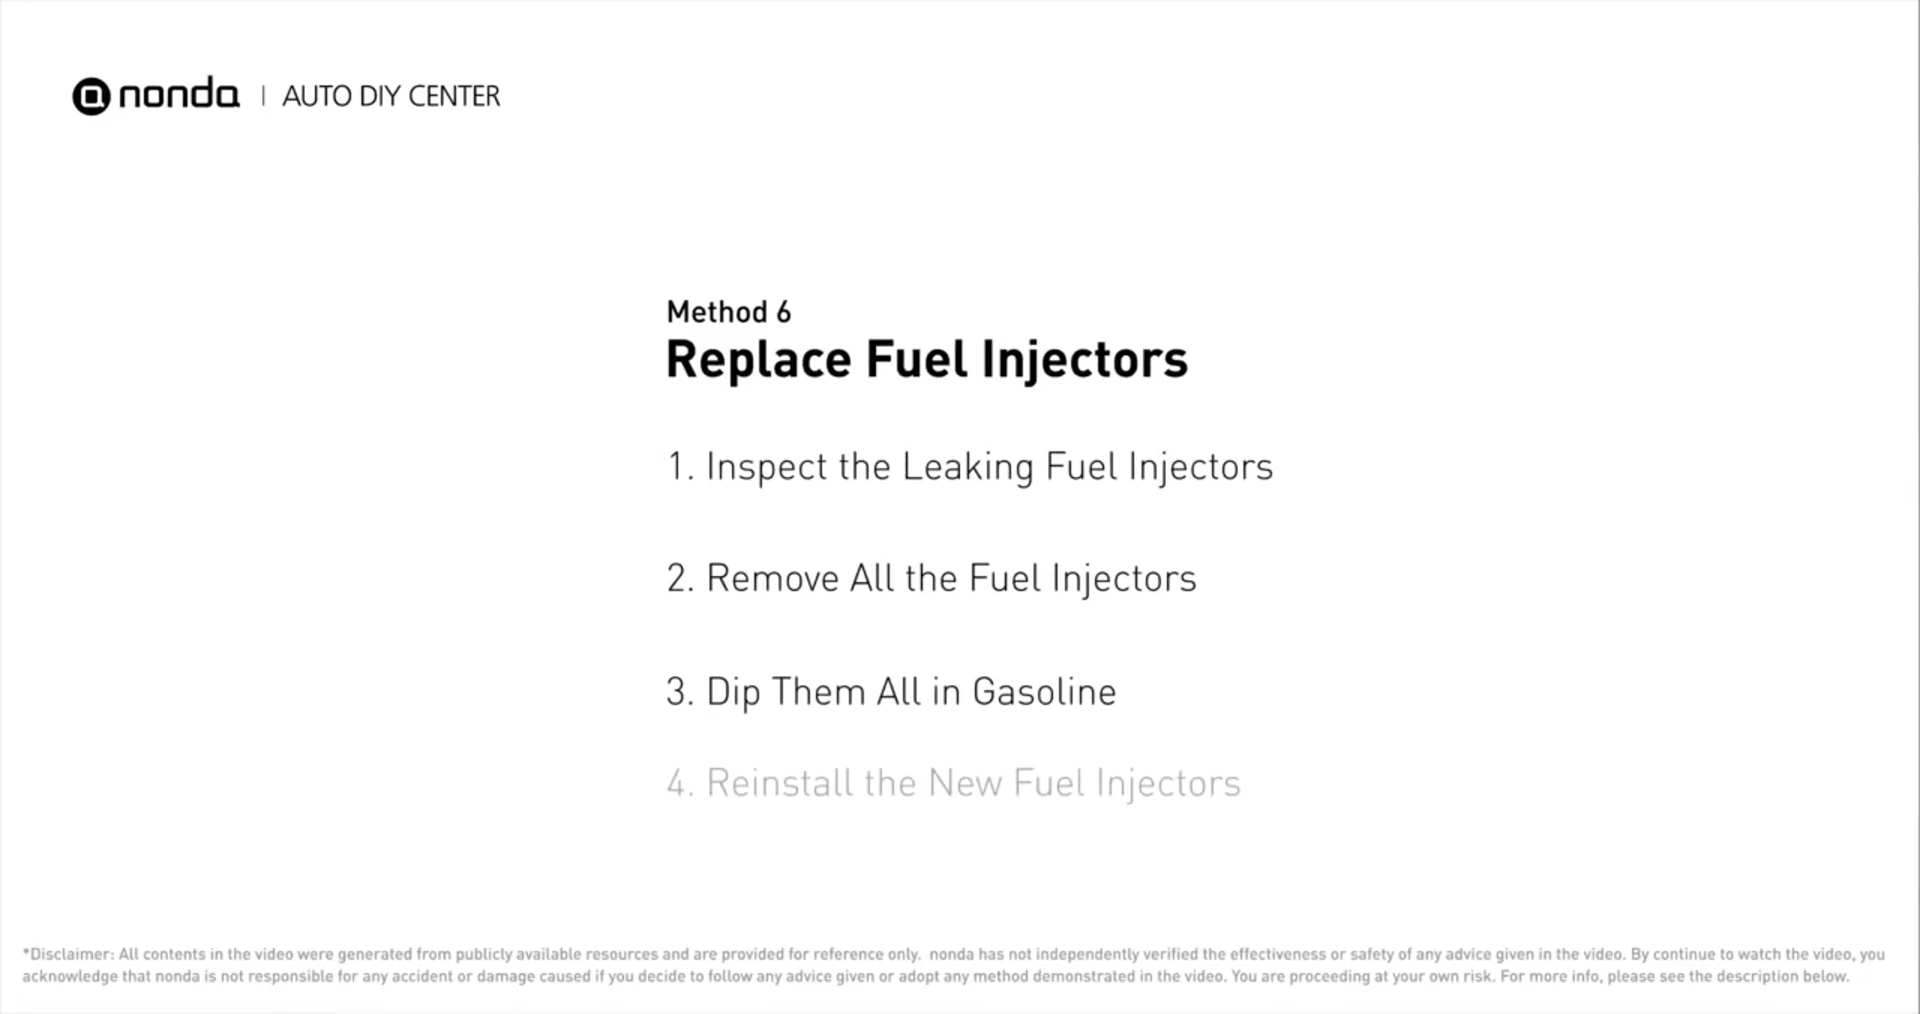 nonda | AUTO DIY CENTER
Method 6
Replace Fuel Injectors
1. Inspect the Leaking Fuel Injectors
2. Remove All the Fuel Injectors
3. Dip Them All in Gasoline
4. Reinstall the New Fuel Injectors
*Disclaimer: All contents in the video were generated from publicly available resources and are provided for reference only.  nonda has not independently verified the effectiveness or safety of any advice given in the video. By continue to watch the video, you
acknowledge that nonda is not responsible for any accident or damage caused if you decide to follow any advice given or adopt any method demonstrated in the video. You are proceeding at your own risk. For more info, please see the description below.